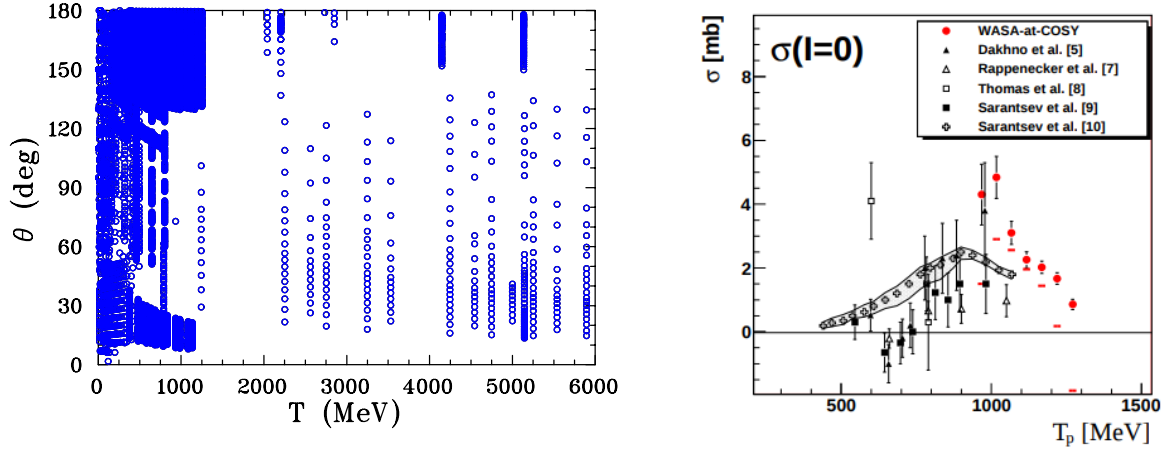 180
150
120
90
60
30
0
θ (deg)
0 1000 2000 3000 4000 5000 6000
T (MeV)
σ [mb]
σ(I=0)
WASA-at-COSY
Dakhno et al. [5]
Rappenecker et al. [7]
Thomas et al. [8]
Sarantsev et al. [9]
Sarantsev et al. [10]
8
6
4
2
0
500 1000 1500
Tp [MeV]